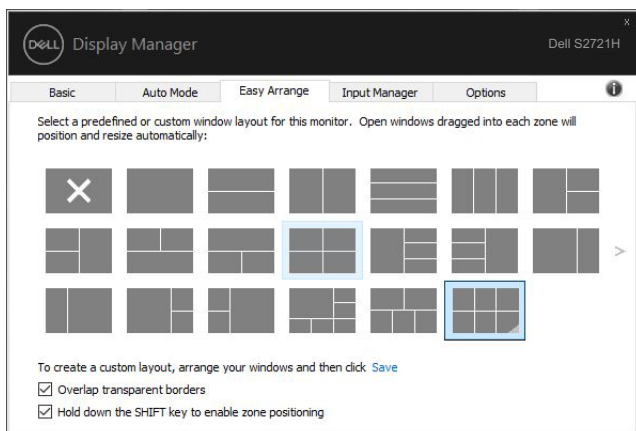 x
DELL Display Manager
Dell S2721H
Basic Auto Mode Easy Arrange Input Manager Options
Select a predefined or custom window layout for this monitor. Open windows dragged into each zone will
position and resize automatically:
>
To create a custom layout, arrange your windows and then click Save
Overlap transparent borders
Hold down the SHIFT key to enable zone positioning